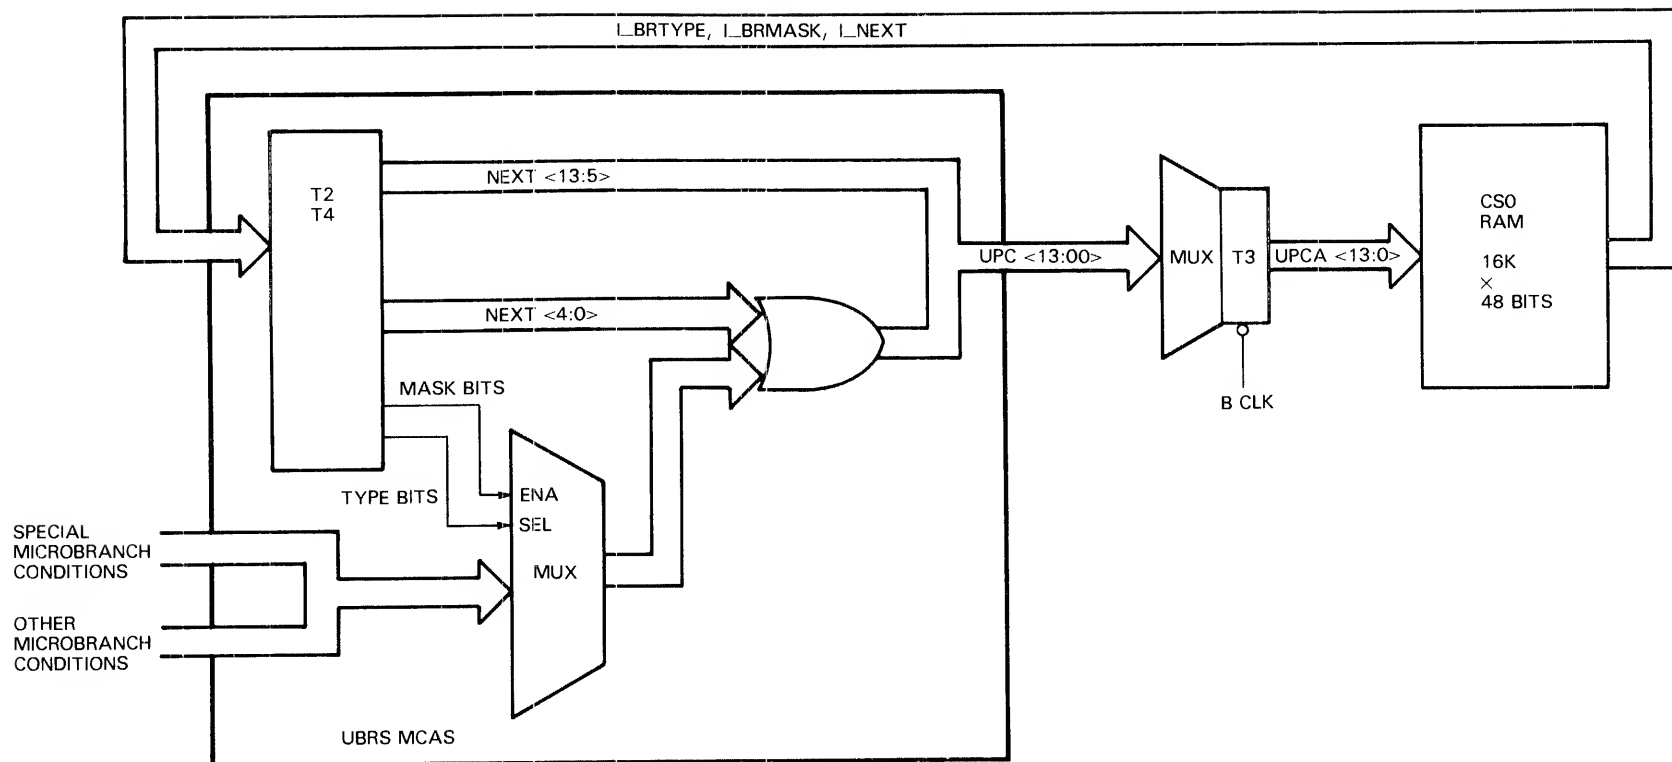 I_BRTYPE, I_BRMASK, I_NEXT
T2
T4
NEXT <13:5>
NEXT <4:0>
MASK BITS
TYPE BITS
ENA
SEL
MUX
SPECIAL
MICROBRANCH
CONDITIONS
OTHER
MICROBRANCH
CONDITIONS
UBRS MCAS
UPC <13:00>
MUX
T3
B CLK
UPCA <13:0>
CS0
RAM
16K
×
48 BITS